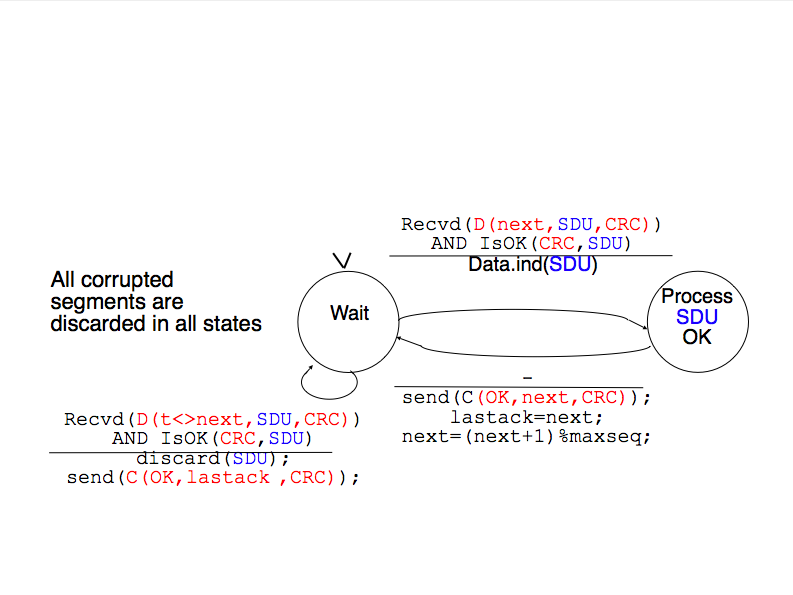 Recvd(D(next,SDU,CRC))
AND IsOK(CRC,SDU)
Data.ind(SDU)
All corrupted
segments are
discarded in all states
Wait
Process
SDU
OK
-
send(C(OK,next,CRC));
lastack=next;
next=(next+1)%maxseq;
Recvd(D(t<>next,SDU,CRC))
AND IsOK(CRC,SDU)
discard(SDU);
send(C(OK,lastack ,CRC));